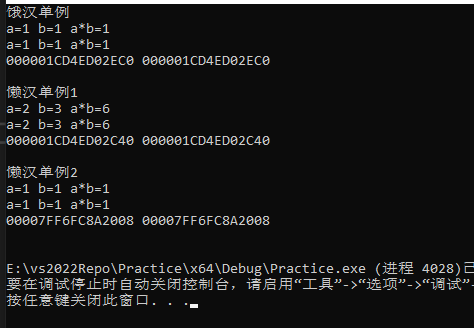 饿汉单例
a=1 b=1 a*b=1
a=1 b=1 a*b=1
000001CD4ED02EC0 000001CD4ED02EC0
懒汉单例1
a=2 b=3 a*b=6
a=2 b=3 a*b=6
000001CD4ED02C40 000001CD4ED02C40
懒汉单例2
a=1 b=1 a*b=1
a=1 b=1 a*b=1
00007FF6FC8A2008 00007FF6FC8A2008
E:\vs2022Repo\Practice\x64\Debug\Practice.exe (进程 4028)已
要在调试停止时自动关闭控制台，请启用“工具”->“选项”->“调试”-
按任意键关闭此窗口. . .